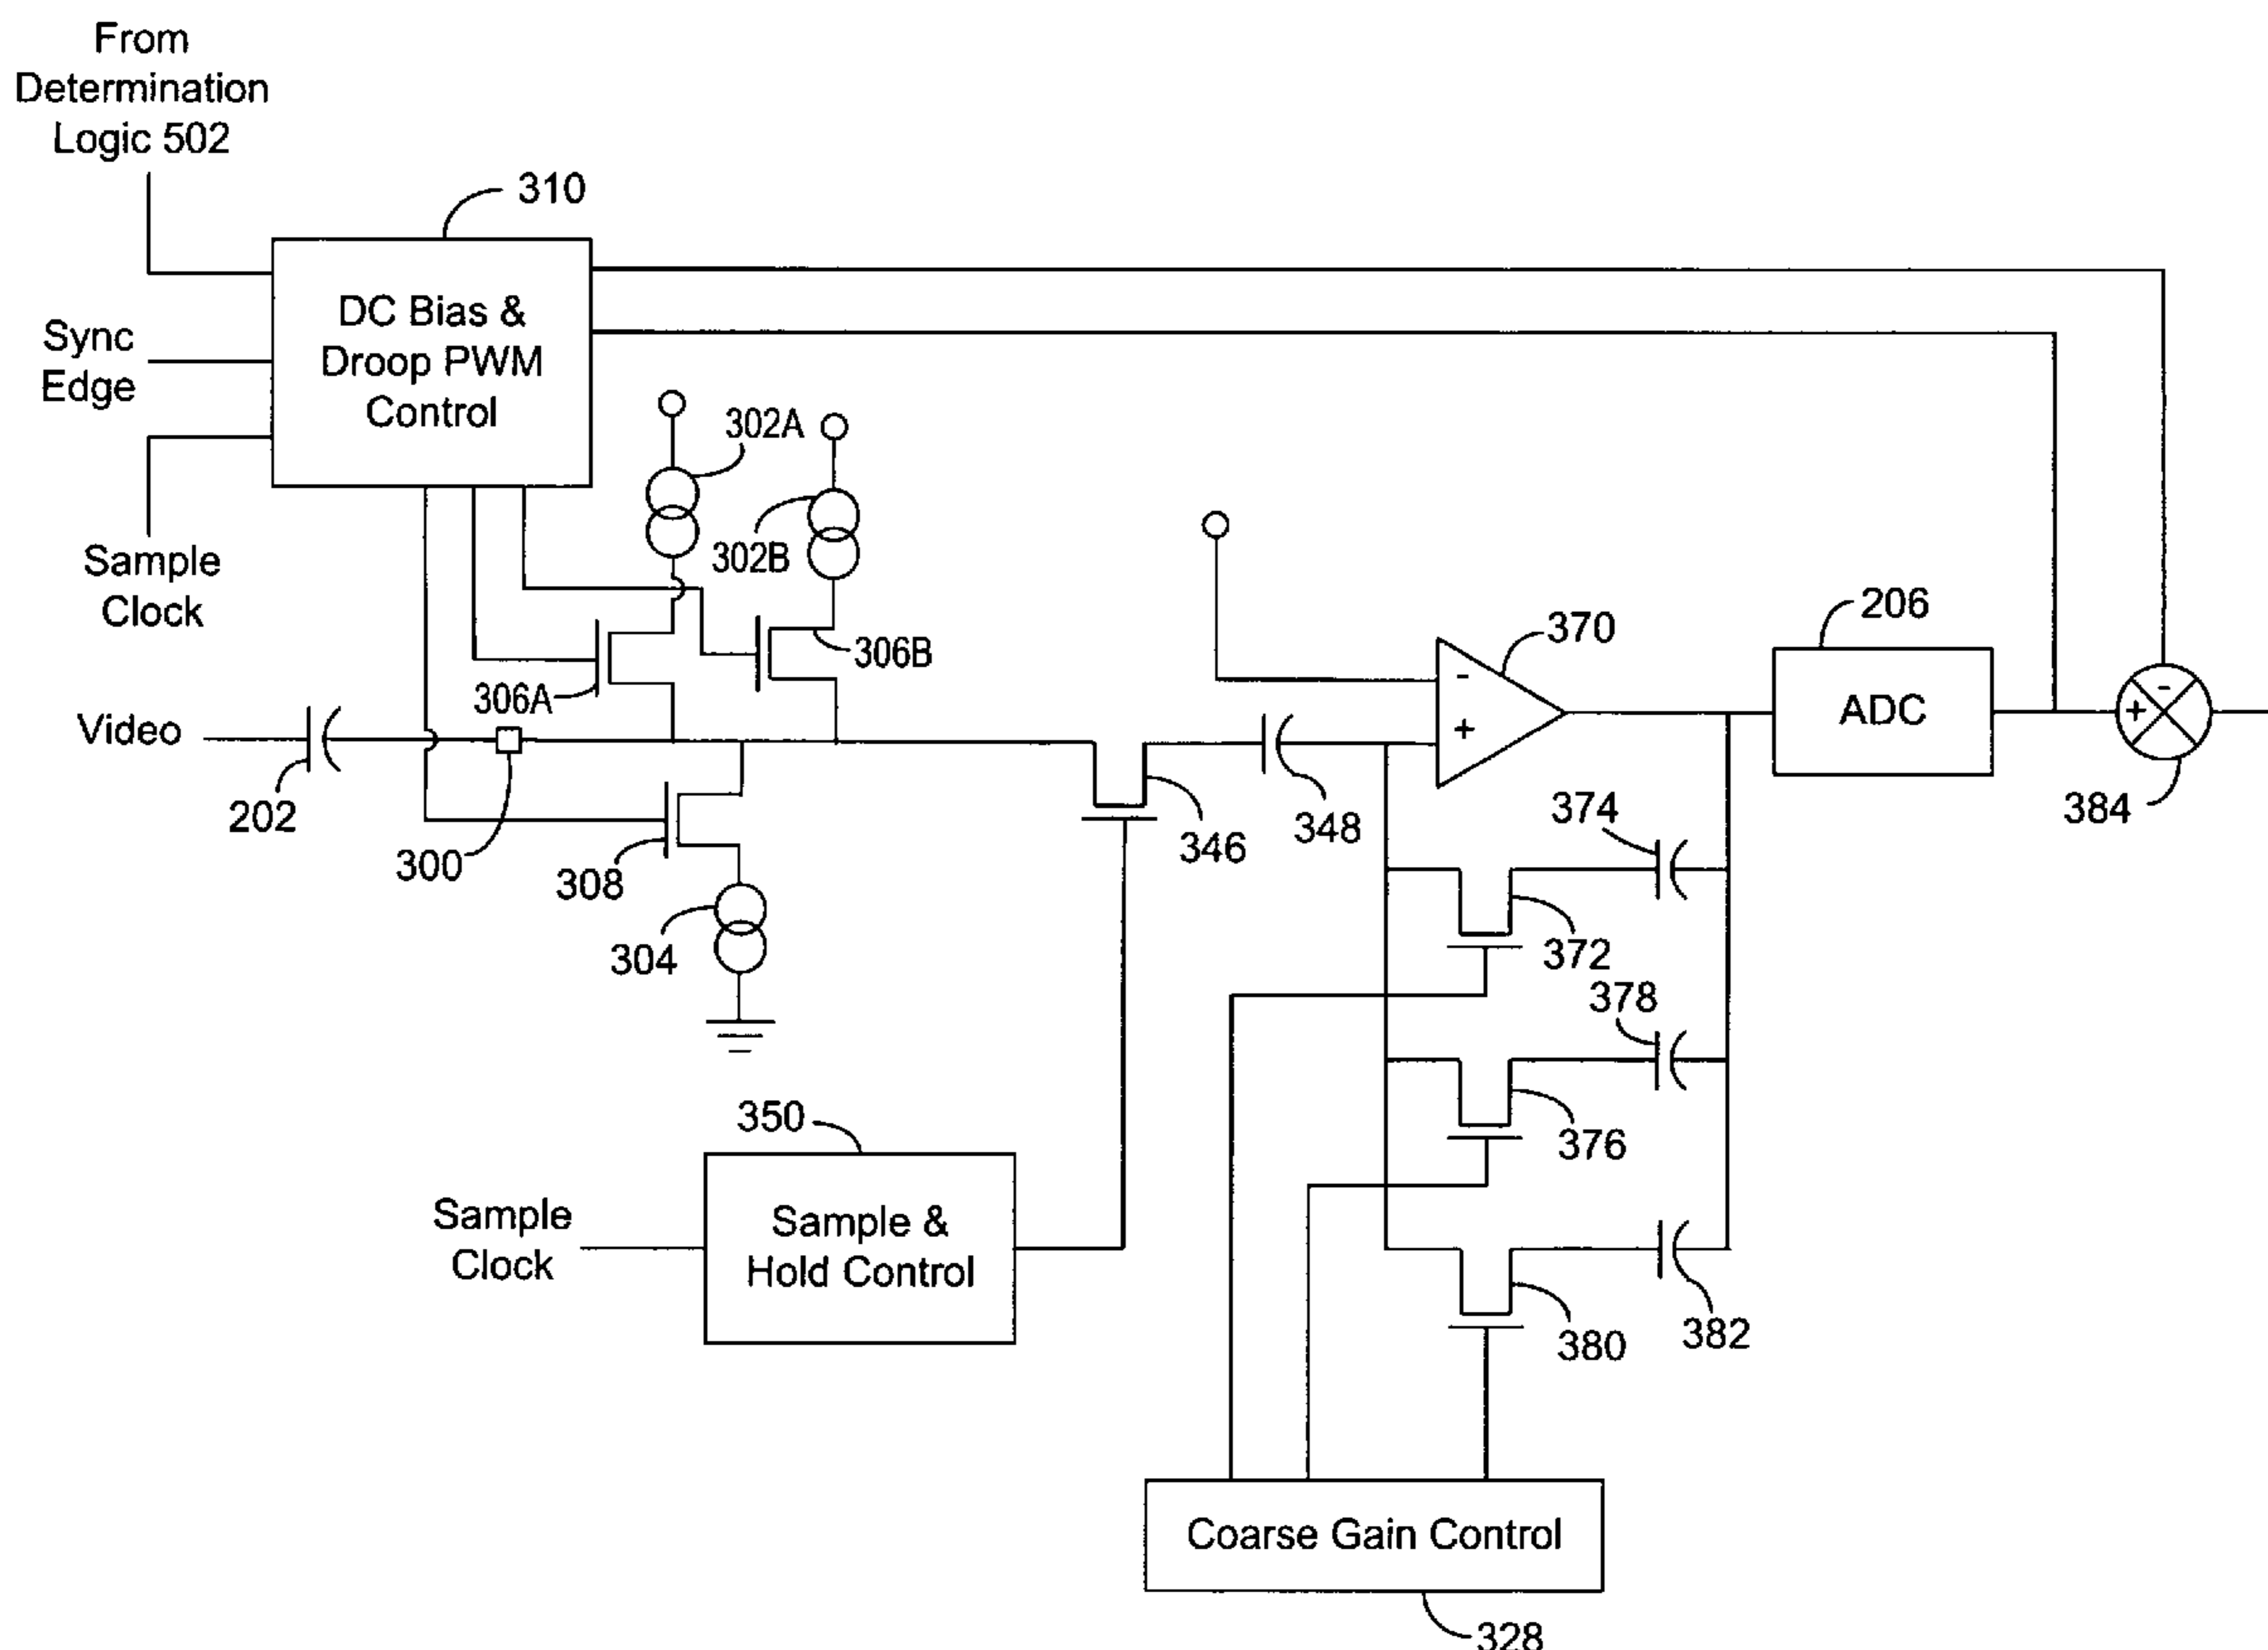 From
Determination
Logic 502
310
DC Bias &
Droop PWM
Control
Sync
Edge
Sample
Clock
302A
302B
306A
306B
Video
202
300
308
304
346
348
370
-
+
206
ADC
+
-
384
374
372
378
376
382
380
350
Sample
Clock
Sample &
Hold Control
Coarse Gain Control
328